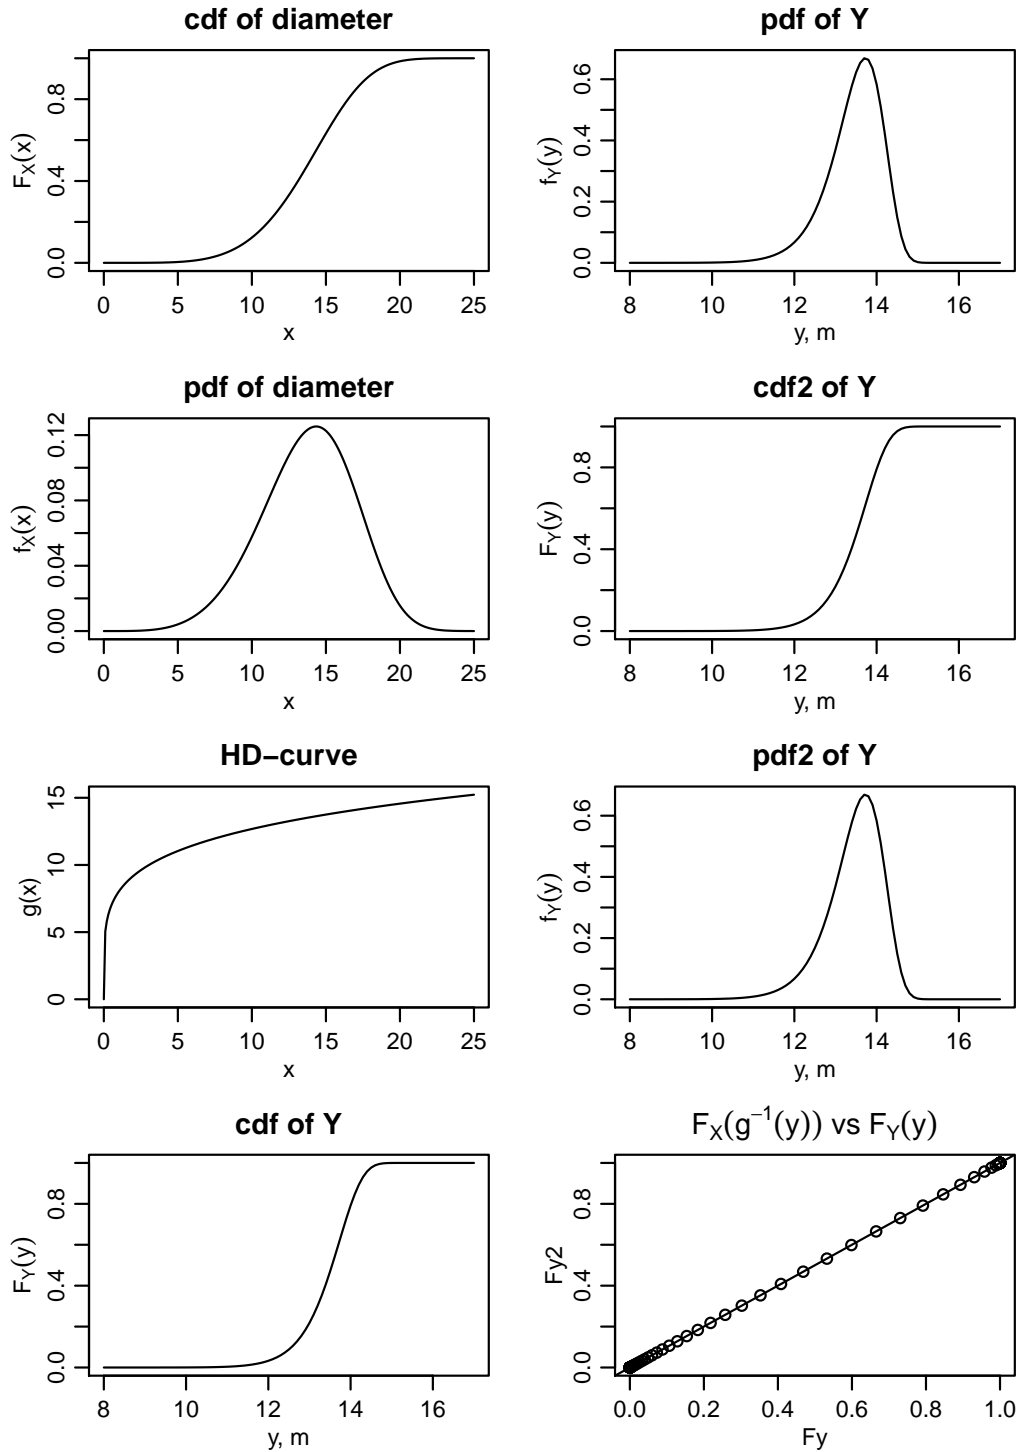 cdf of diameter
F_X(x)
0.0 0.4 0.8
0 5 10 15 20 25
x
pdf of Y
f_Y(y)
0.0 0.2 0.4 0.6
8 10 12 14 16
y, m
pdf of diameter
f_X(x)
0.00 0.04 0.08 0.12
0 5 10 15 20 25
x
cdf2 of Y
F_Y(y)
0.0 0.4 0.8
8 10 12 14 16
y, m
HD−curve
g(x)
0 5 10 15
0 5 10 15 20 25
x
pdf2 of Y
f_Y(y)
0.0 0.2 0.4 0.6
8 10 12 14 16
y, m
cdf of Y
F_Y(y)
0.0 0.4 0.8
8 10 12 14 16
y, m
F_X(g⁻¹(y)) vs F_Y(y)
Fy2
0.0 0.4 0.8
0.0 0.2 0.4 0.6 0.8 1.0
Fy